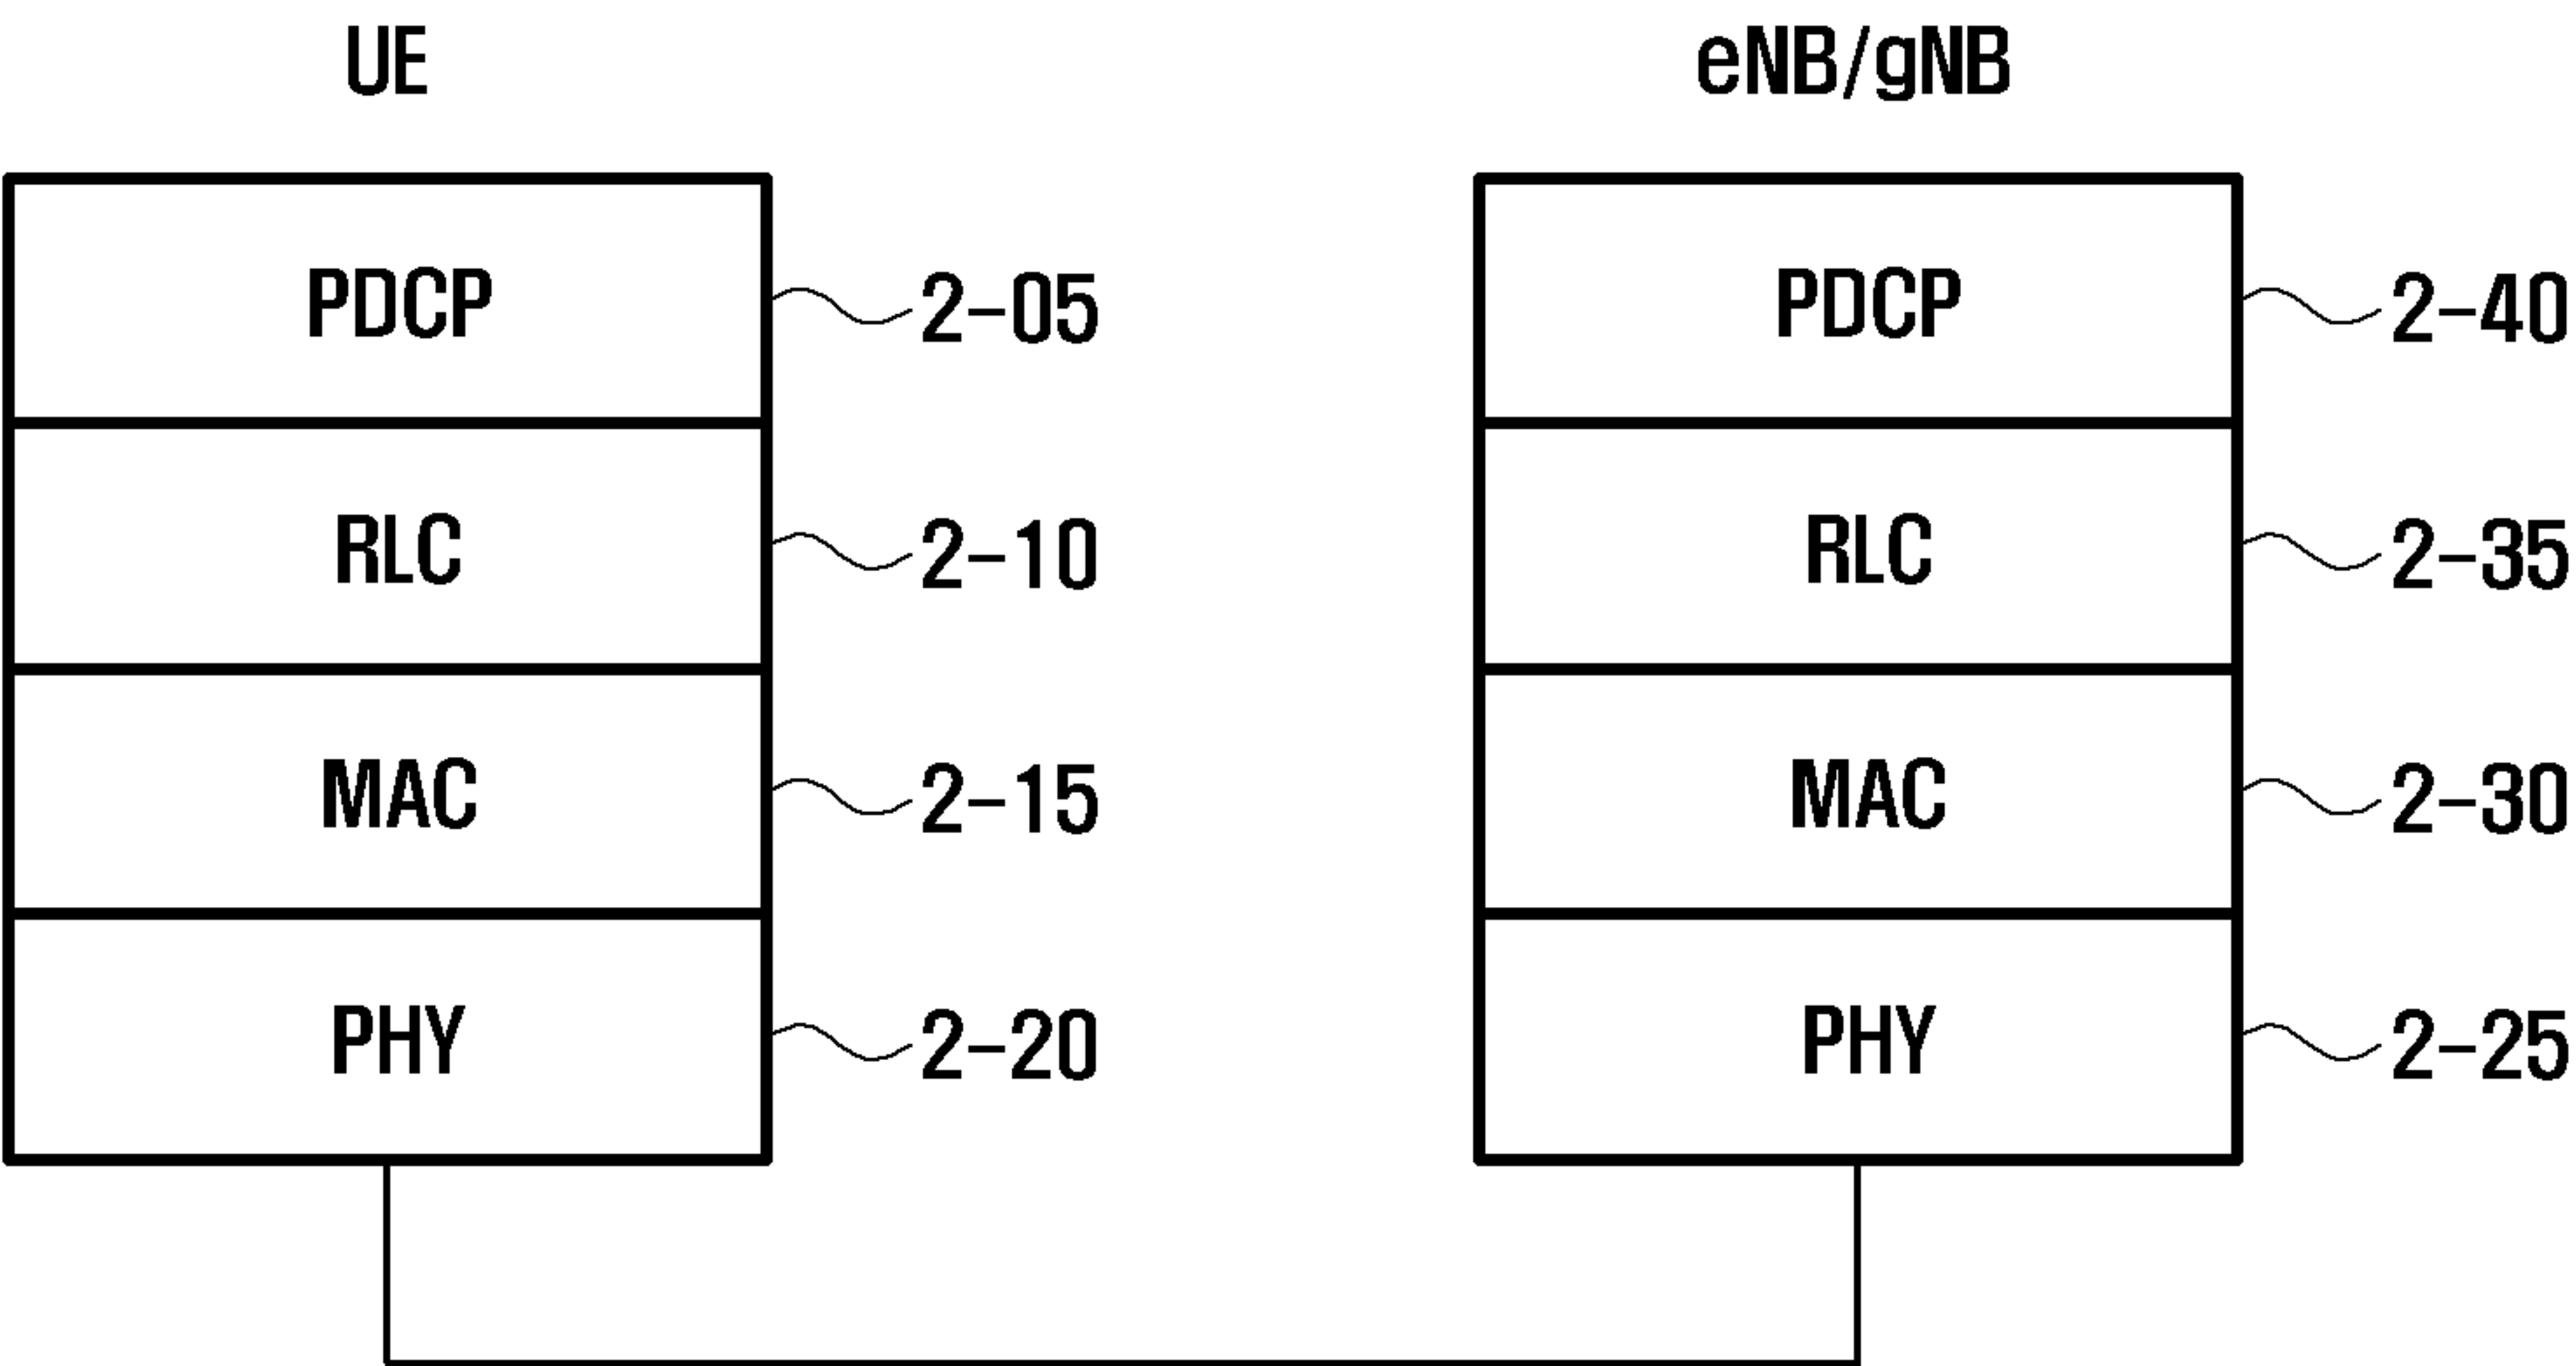 UE eNB/gNB
PDCP 2-05 PDCP 2-40
RLC 2-10 RLC 2-35
MAC 2-15 MAC 2-30
PHY 2-20 PHY 2-25